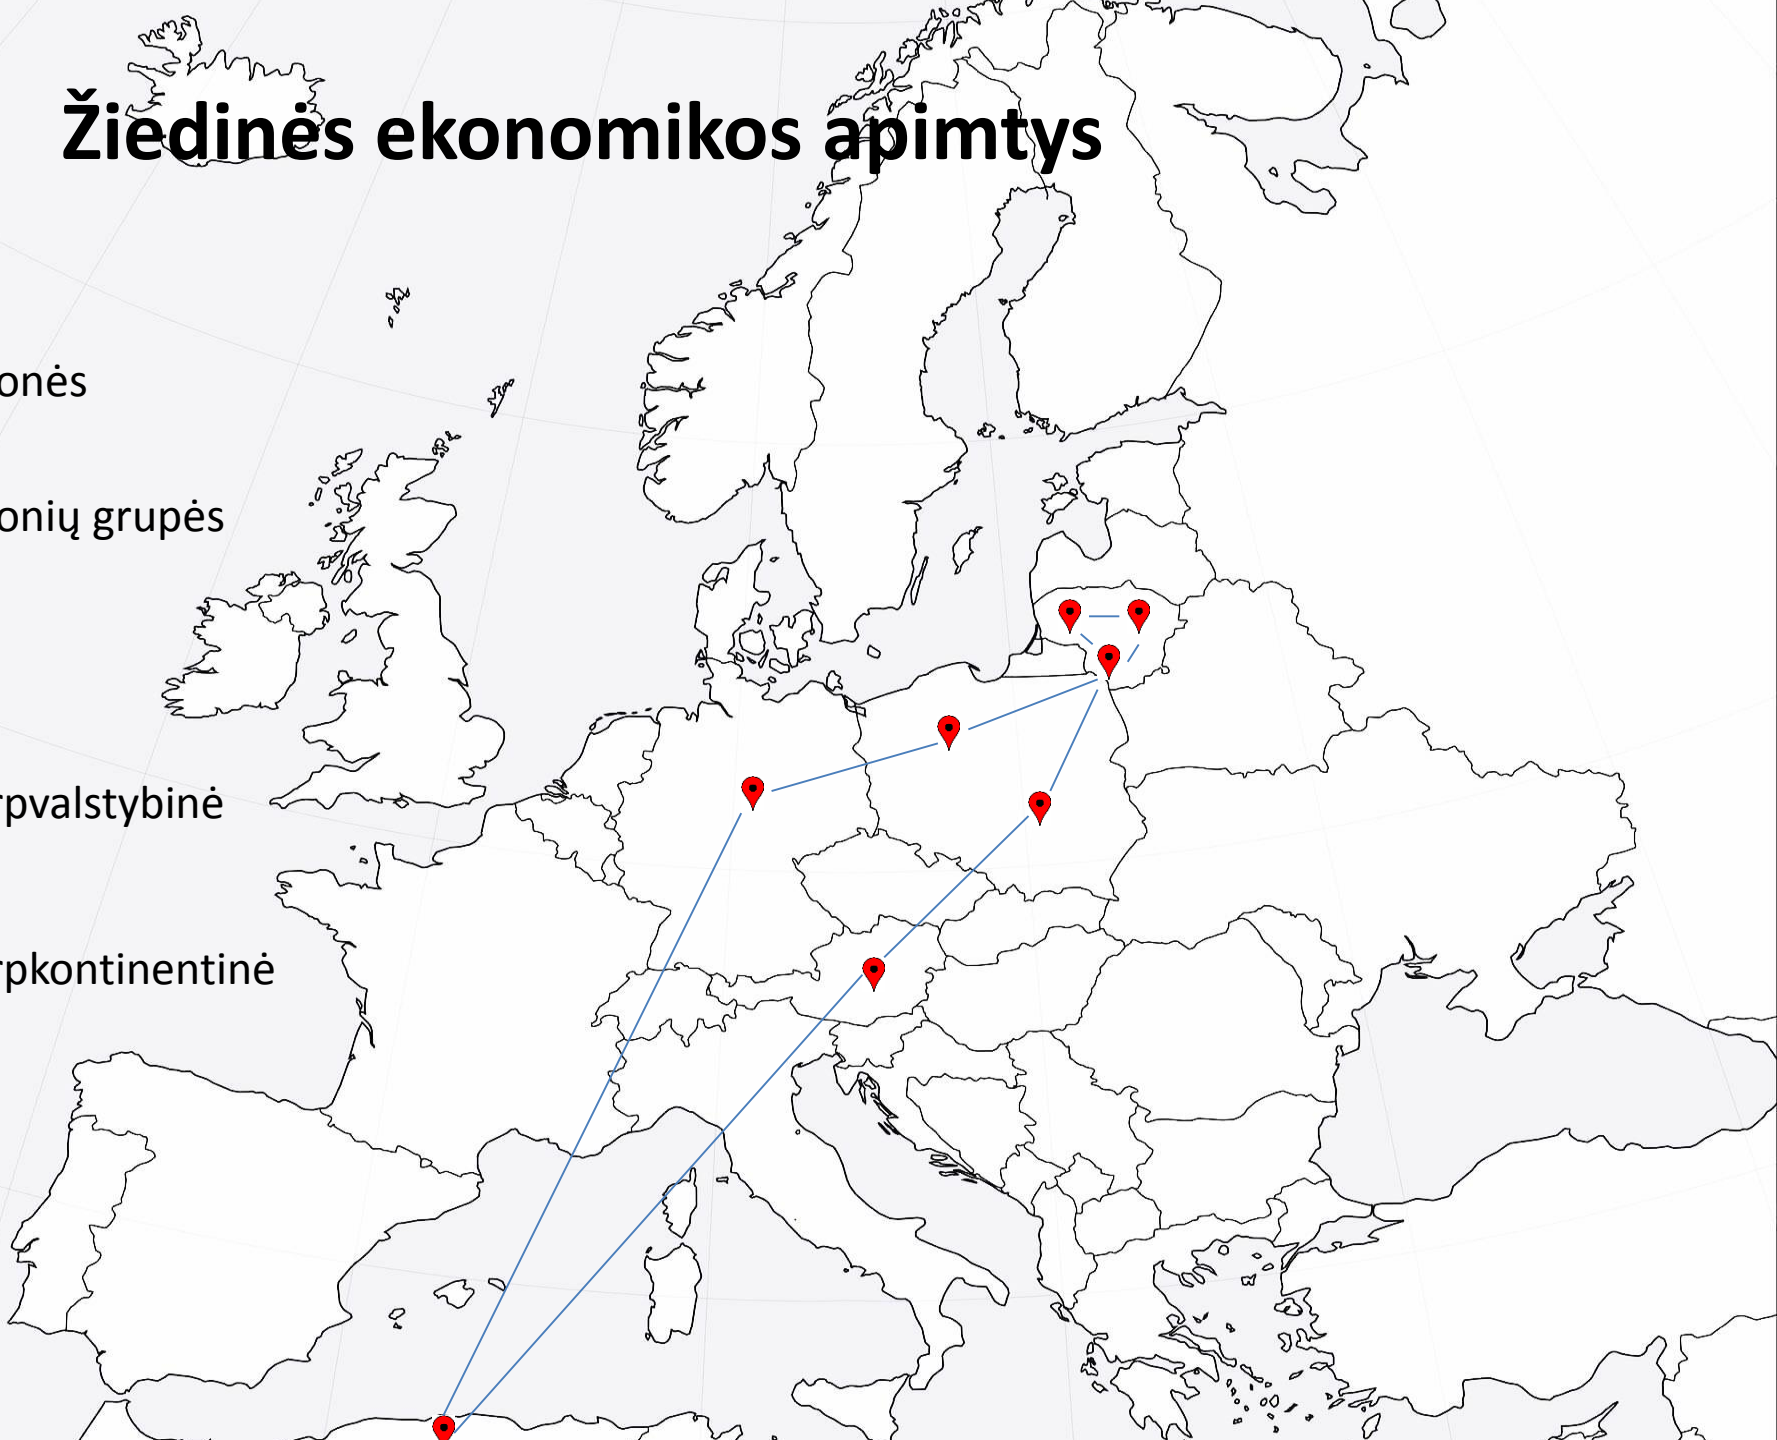 Žiedinės ekonomikos apimtys
onės
onių grupės
rpvalstybinė
rpkontinentinė